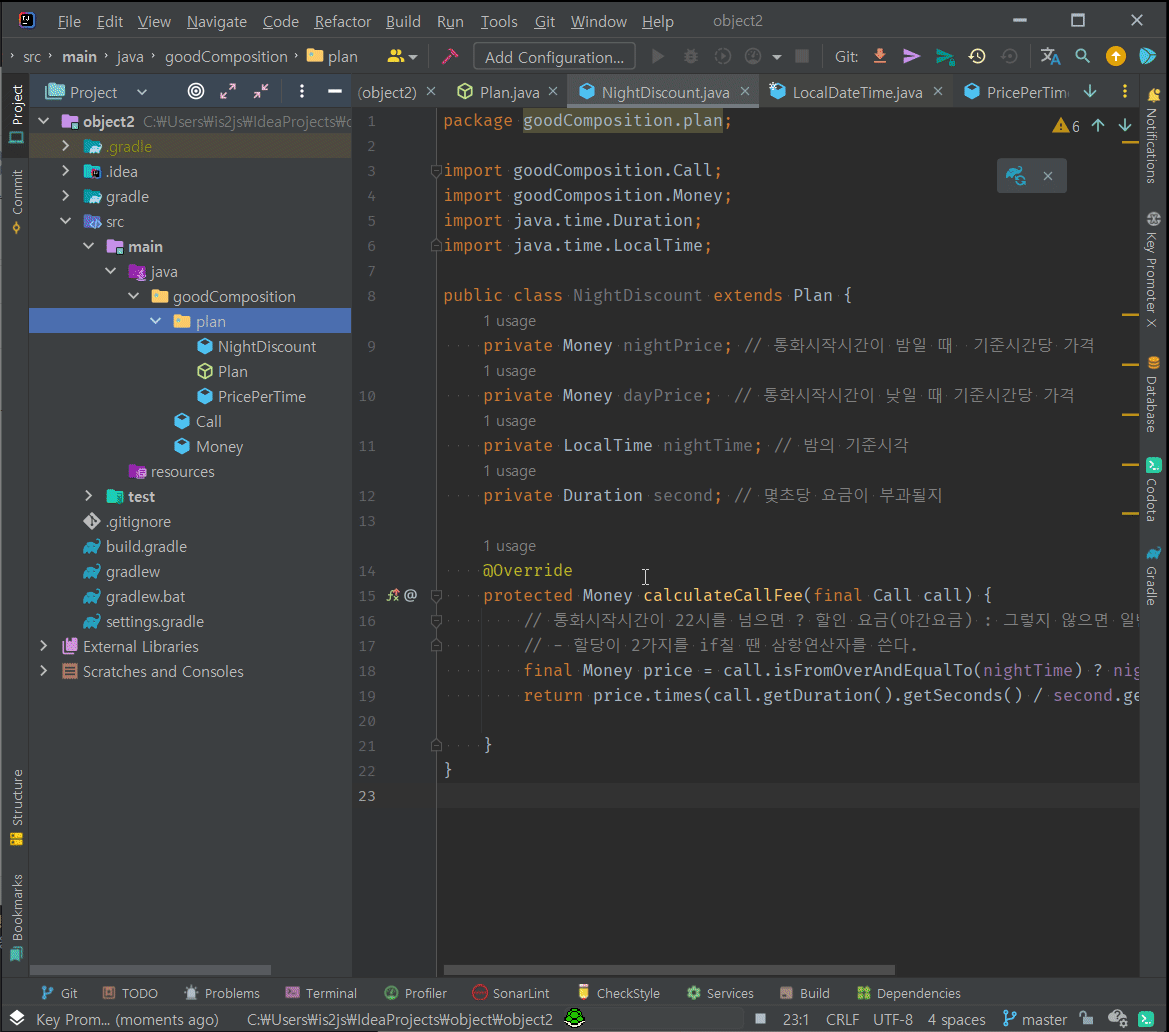 File Edit View Navigate Code Refactor Build Run Tools Git Window Help object2
src main java goodComposition plan Add Configuration... Git:
Project
(object2) Plan.java NightDiscount.java LocalDateTime.java PricePerTim
Project
Commit
Structure
Bookmarks
object2 C:₩Users₩is2js₩IdeaProjects₩o
.gradle
.idea
gradle
src
main
java
goodComposition
plan
NightDiscount
Plan
PricePerTime
Call
Money
resources
test
.gitignore
build.gradle
gradlew
gradlew.bat
settings.gradle
External Libraries
Scratches and Consoles
1 package goodComposition.plan;
2
3 import goodComposition.Call;
4 import goodComposition.Money;
5 import java.time.Duration;
6 import java.time.LocalTime;
7
8 public class NightDiscount extends Plan {
1 usage
9 private Money nightPrice; // 통화시작시간이 밤일 때  기준시간당 가격
1 usage
10 private Money dayPrice;  // 통화시작시간이 낮일 때 기준시간당 가격
1 usage
11 private LocalTime nightTime; // 밤의 기준시각
1 usage
12 private Duration second; // 몇초당 요금이 부과될지
13
1 usage
14 @Override
15 protected Money calculateCallFee(final Call call) {
16 // 통화시작시간이 22시를 넘으면 ? 할인 요금(야간요금) : 그렇지 않으면 일
17 // - 할당이 2가지를 if칠 땐 삼항연산자를 쓴다.
18 final Money price = call.isFromOverAndEqualTo(nightTime) ? nig
19 return price.times(call.getDuration().getSeconds() / second.ge
20
21 }
22 }
23
6
Notifications
Key Promoter X
Database
Codota
Gradle
Git TODO Problems Terminal Profiler SonarLint CheckStyle Services Build Dependencies
Key Prom... (moments ago) C:₩Users₩is2js₩IdeaProjects₩object₩object2 23:1 CRLF UTF-8 4 spaces master